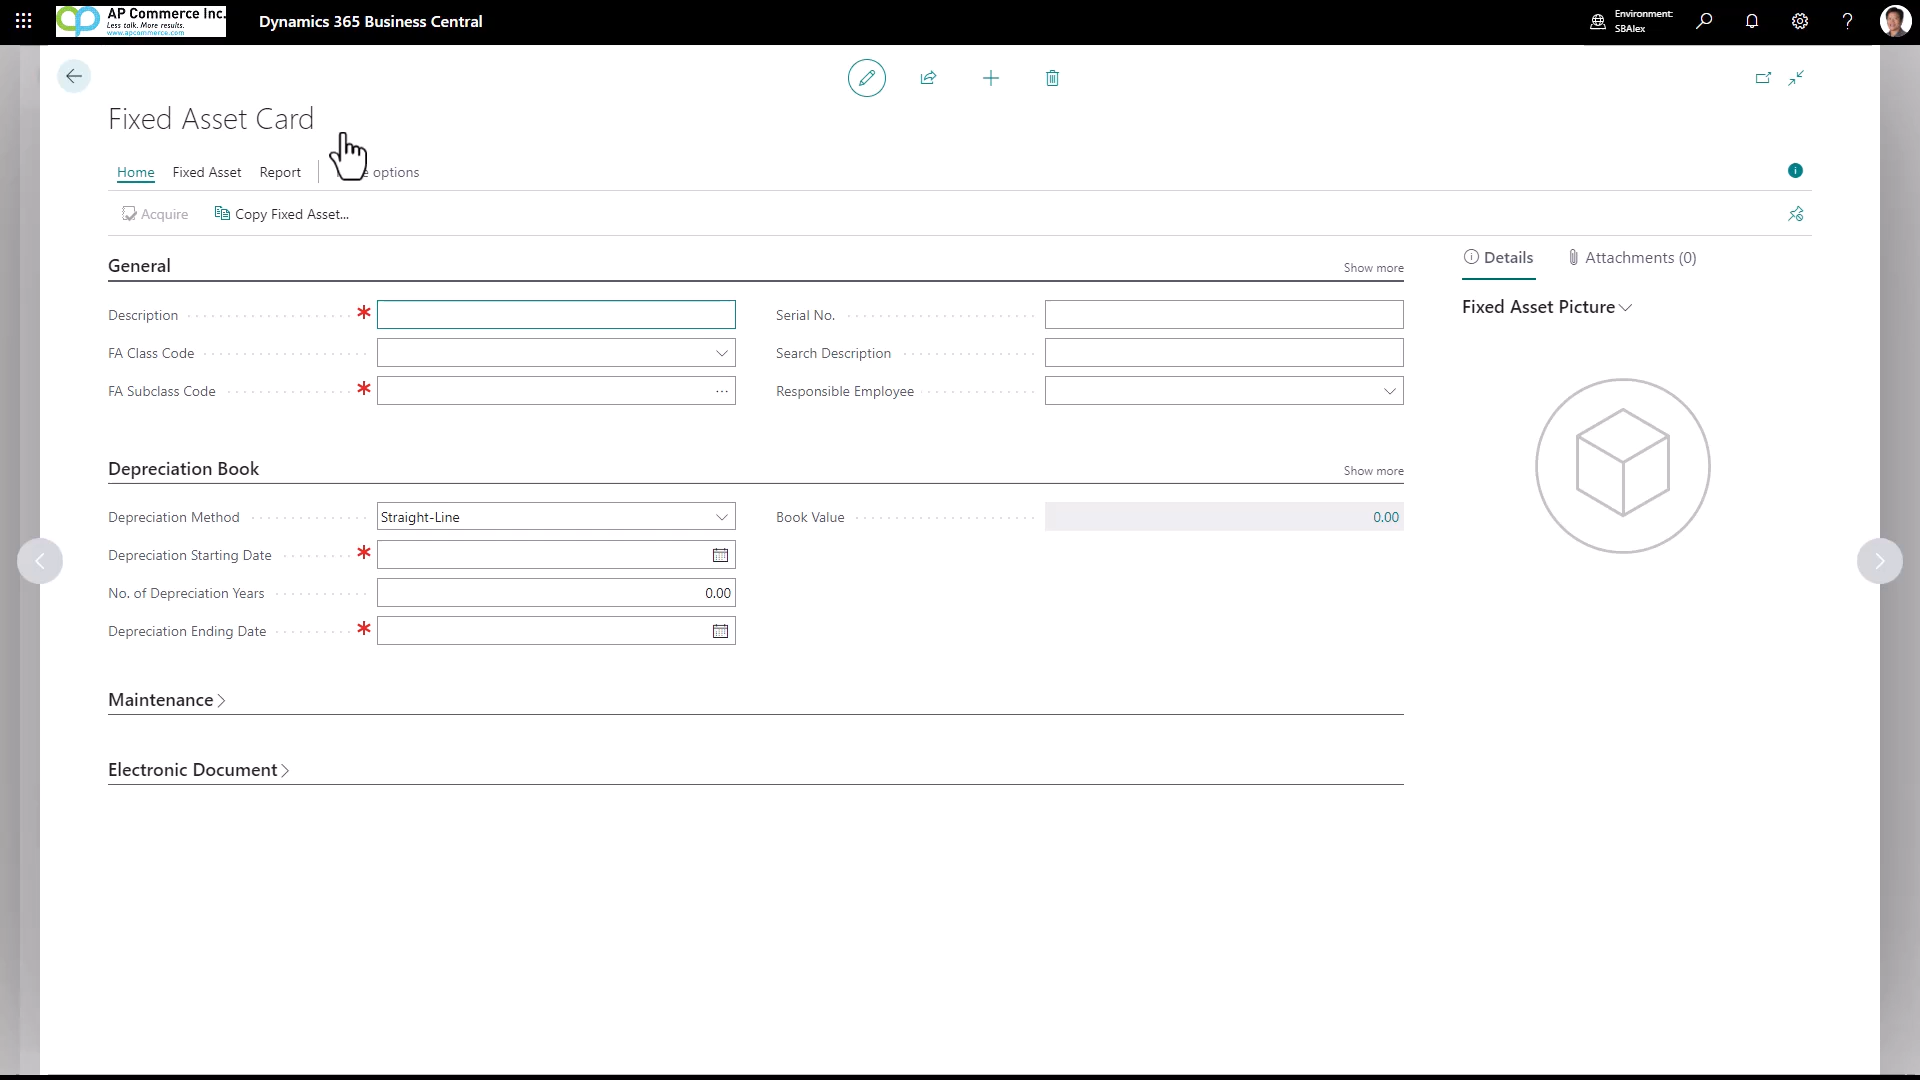 AP Commerce Inc.
Less talk. More results.
www.apcommerce.com
Dynamics 365 Business Central
Environment:
SBAlex
Fixed Asset Card
Home
Fixed Asset
Report
options
Acquire
Copy Fixed Asset...
General
Show more
Description
Serial No.
FA Class Code
Search Description
FA Subclass Code
Responsible Employee
Details
Attachments (0)
Fixed Asset Picture
Depreciation Book
Show more
Depreciation Method
Straight-Line
Book Value
0.00
Depreciation Starting Date
No. of Depreciation Years
0.00
Depreciation Ending Date
Maintenance
Electronic Document